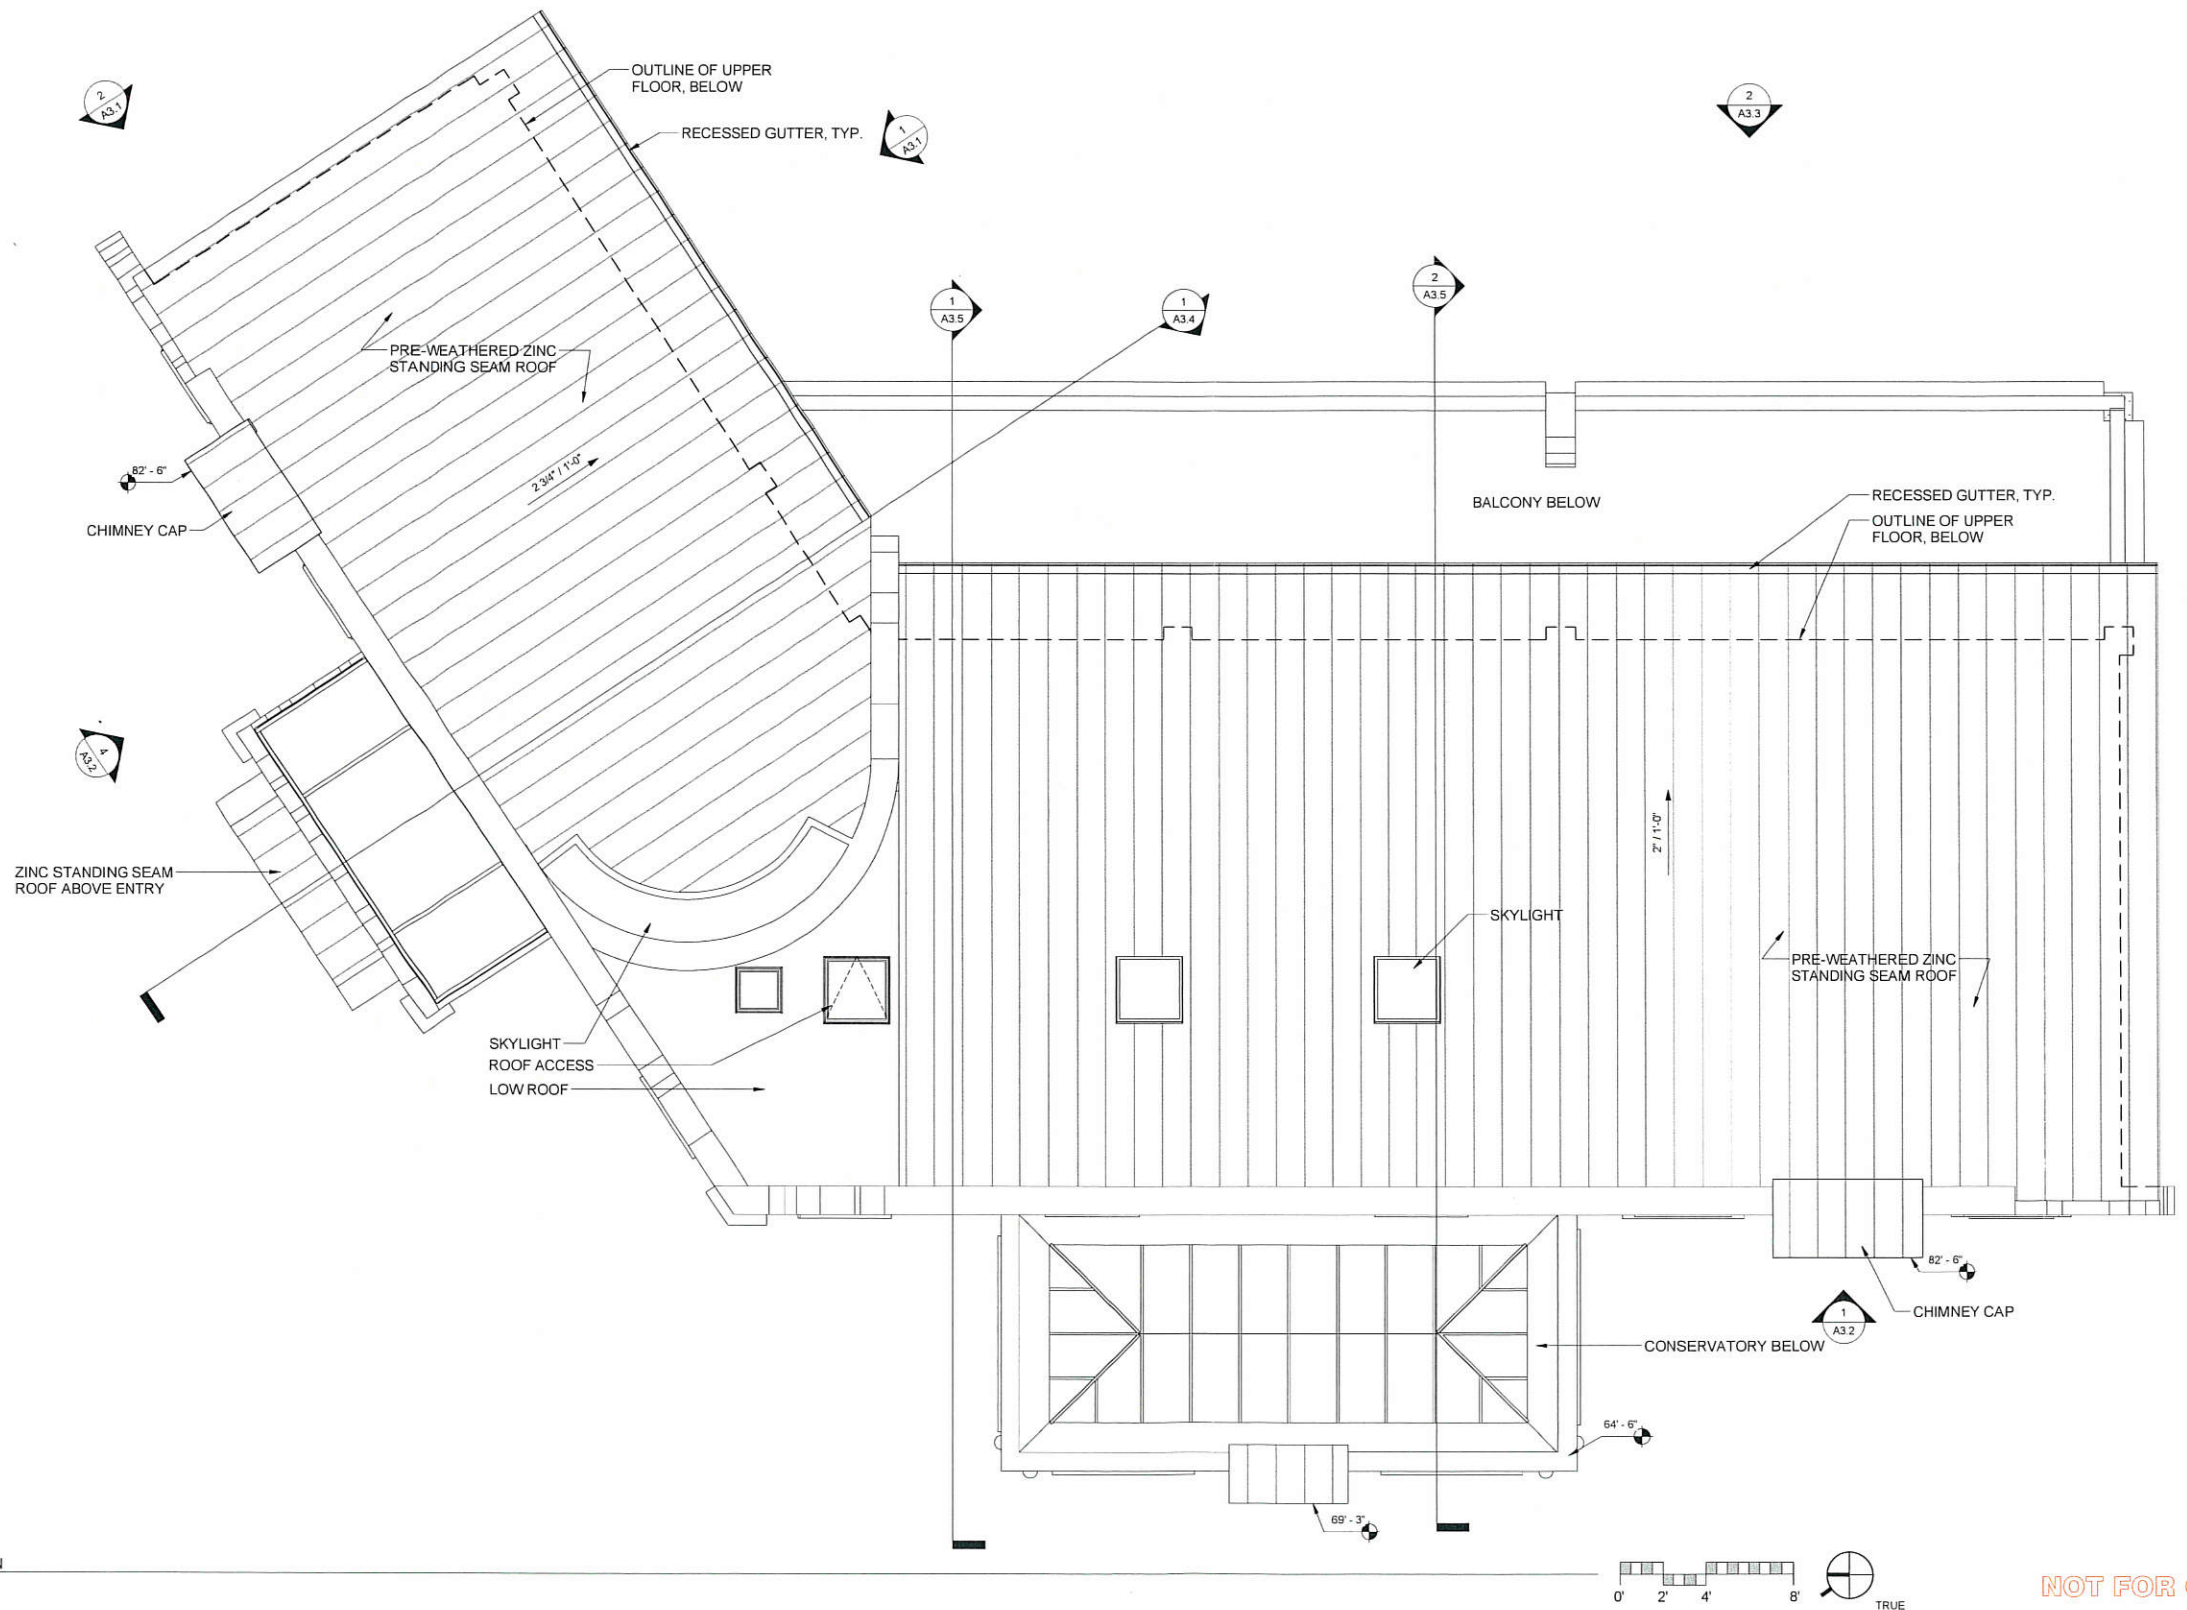 OUTLINE OF UPPER
FLOOR, BELOW
2
A3.1
2
A3.3
RECESSED GUTTER, TYP.
1
A3.1
2
A3.5
1
A3.5
1
A3.4
PRE-WEATHERED ZINC
STANDING SEAM ROOF
82' - 6"
2 3/4" / 1'-0"
CHIMNEY CAP
BALCONY BELOW
RECESSED GUTTER, TYP.
OUTLINE OF UPPER
FLOOR, BELOW
4
A3.2
2" / 1'-0"
ZINC STANDING SEAM
ROOF ABOVE ENTRY
SKYLIGHT
PRE-WEATHERED ZINC
STANDING SEAM ROOF
SKYLIGHT
ROOF ACCESS
LOW ROOF
82' - 6"
CHIMNEY CAP
1
A3.2
CONSERVATORY BELOW
64' - 6"
69' - 3"
0' 2' 4' 8'
TRUE
NOT FOR